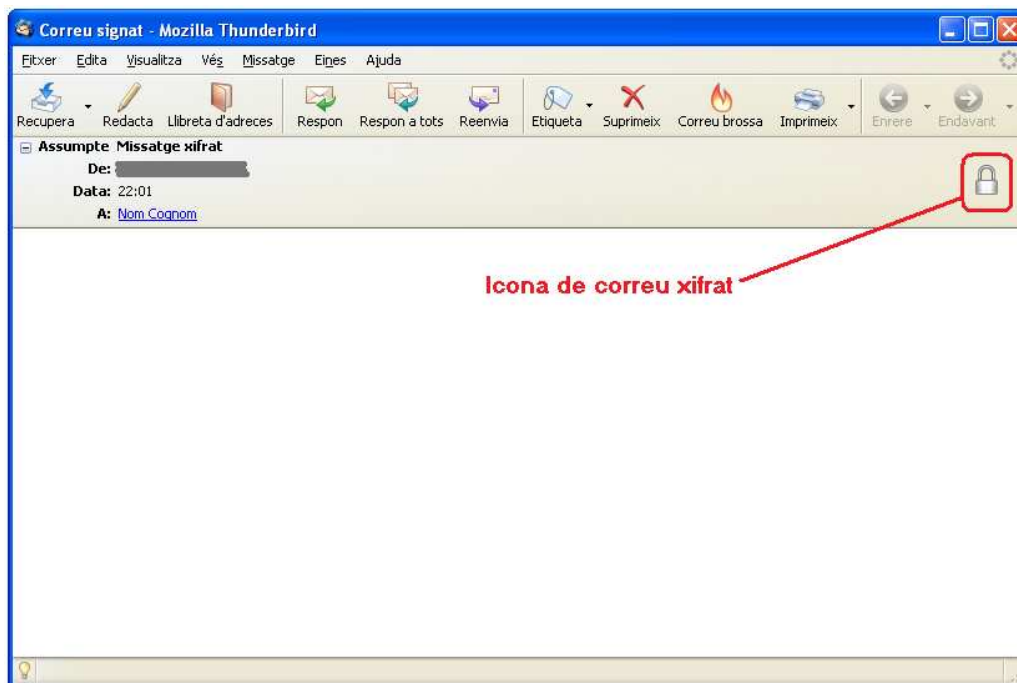 Correu signat - Mozilla Thunderbird
Fitxer Edita Visualitza Vés Missatge Eines Ajuda
Recupera Redacta Llibreta d'adreces Respon Respon a tots Reenvia Etiqueta Suprimeix Correu brossa Imprimeix Enrere Endavant
Assumpte Missatge xifrat
De:
Data: 22:01
A: Nom Cognom
Icona de correu xifrat